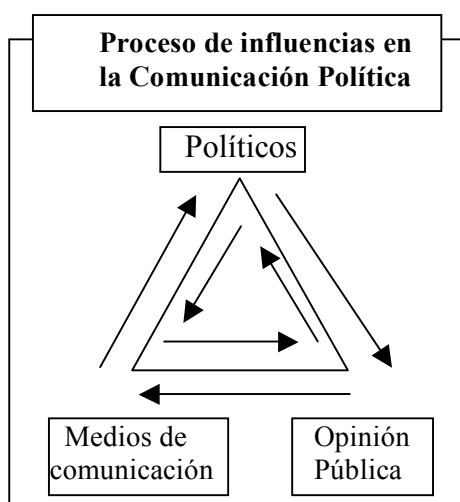 Proceso de influencias en
la Comunicación Política
Políticos
Medios de
comunicación
Opinión
Pública